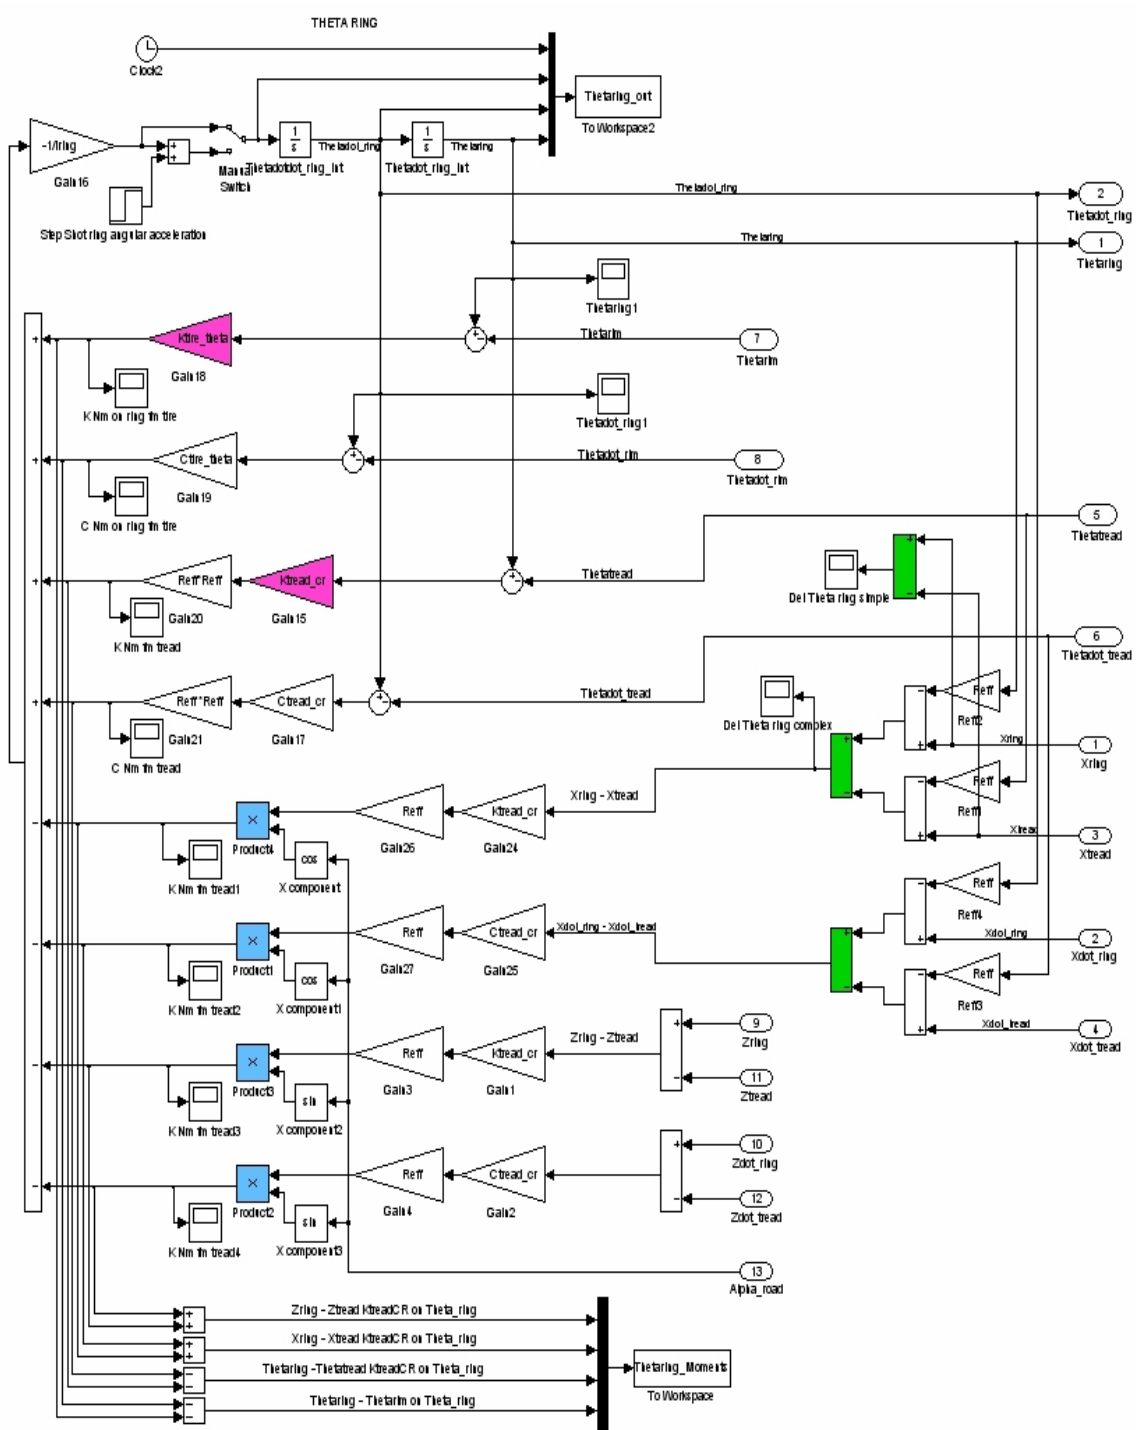 THETA RING
Clock2
Thetaring_out
To Workspace2
-1/Iring
Gain16
+
+
Manual
Switch
1
s
Thetadotdot_ring_int
Thetadot_ring
1
s
Thetadot_ring_int
Thetaring
Step Shot ring angular acceleration
Thetadot_ring
2
Thetadot_ring
Thetaring
1
Thetaring
Thetaring1
Ktire_theta
Gain18
Thetarim
7
Thetarim
K Nm on ring fm tire
Thetadot_ring1
Ctire_theta
Gain19
Thetadot_rim
8
Thetadot_rim
C Nm on ring fm tire
5
Thetatread
Reff*Reff
Gain20
Ktread_cr
Gain15
Thetatread
Del Theta ring simple
K Nm fm tread
6
Thetadot_tread
Reff*Reff
Gain21
Ctread_cr
Gain17
Thetadot_tread
Del Theta ring complex
Reff
Reff2
C Nm fm tread
Xring
1
Xring
Reff
Reff1
Xring - Xtread
Product4
Reff
Gain26
Ktread_cr
Gain24
Xtread
3
Xtread
K Nm fm tread1
cos
X component
Reff
Reff4
Product1
Reff
Gain27
Ctread_cr
Gain25
Xdot_ring - Xdot_tread
Xdot_ring
2
Xdot_ring
K Nm fm tread2
cos
X component1
Reff
Reff3
Xdot_tread
4
Xdot_tread
Zring - Ztread
9
Zring
Product3
Reff
Gain3
Ktread_cr
Gain1
11
Ztread
K Nm fm tread3
sin
X component2
10
Zdot_ring
Product2
Reff
Gain4
Ctread_cr
Gain2
12
Zdot_tread
K Nm fm tread4
sin
X component3
13
Alpha_road
Zring - Ztread KtreadCR on Theta_ring
Xring - Xtread KtreadCR on Theta_ring
Thetaring -Thetatread KtreadCR on Theta_ring
Thetaring - Thetarim on Theta_ring
Thetaring_Moments
To Workspace